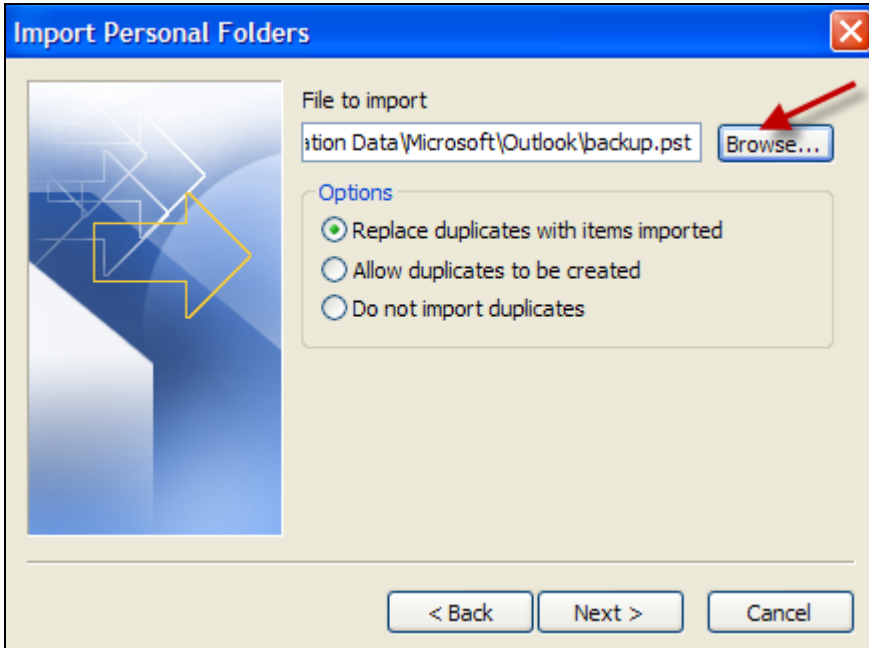 Import Personal Folders
File to import
ation Data\Microsoft\Outlook\backup.pst
Browse...
Options
Replace duplicates with items imported
Allow duplicates to be created
Do not import duplicates
< Back
Next >
Cancel